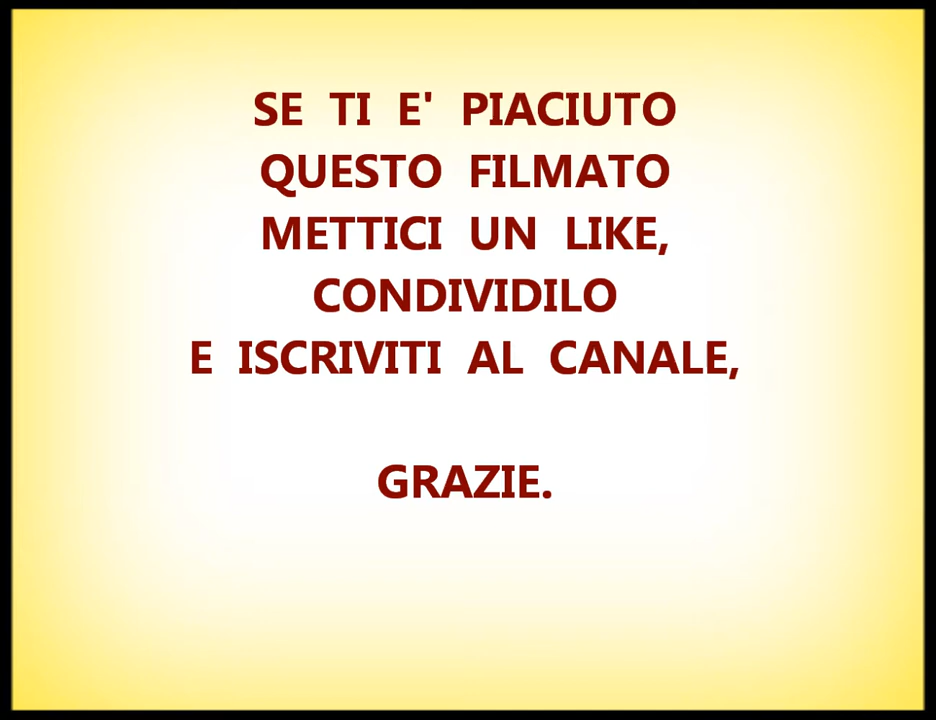 SE TI E' PIACIUTO
QUESTO FILMATO
METTICI UN LIKE,
CONDIVIDILO
E ISCRIVITI AL CANALE,
GRAZIE.